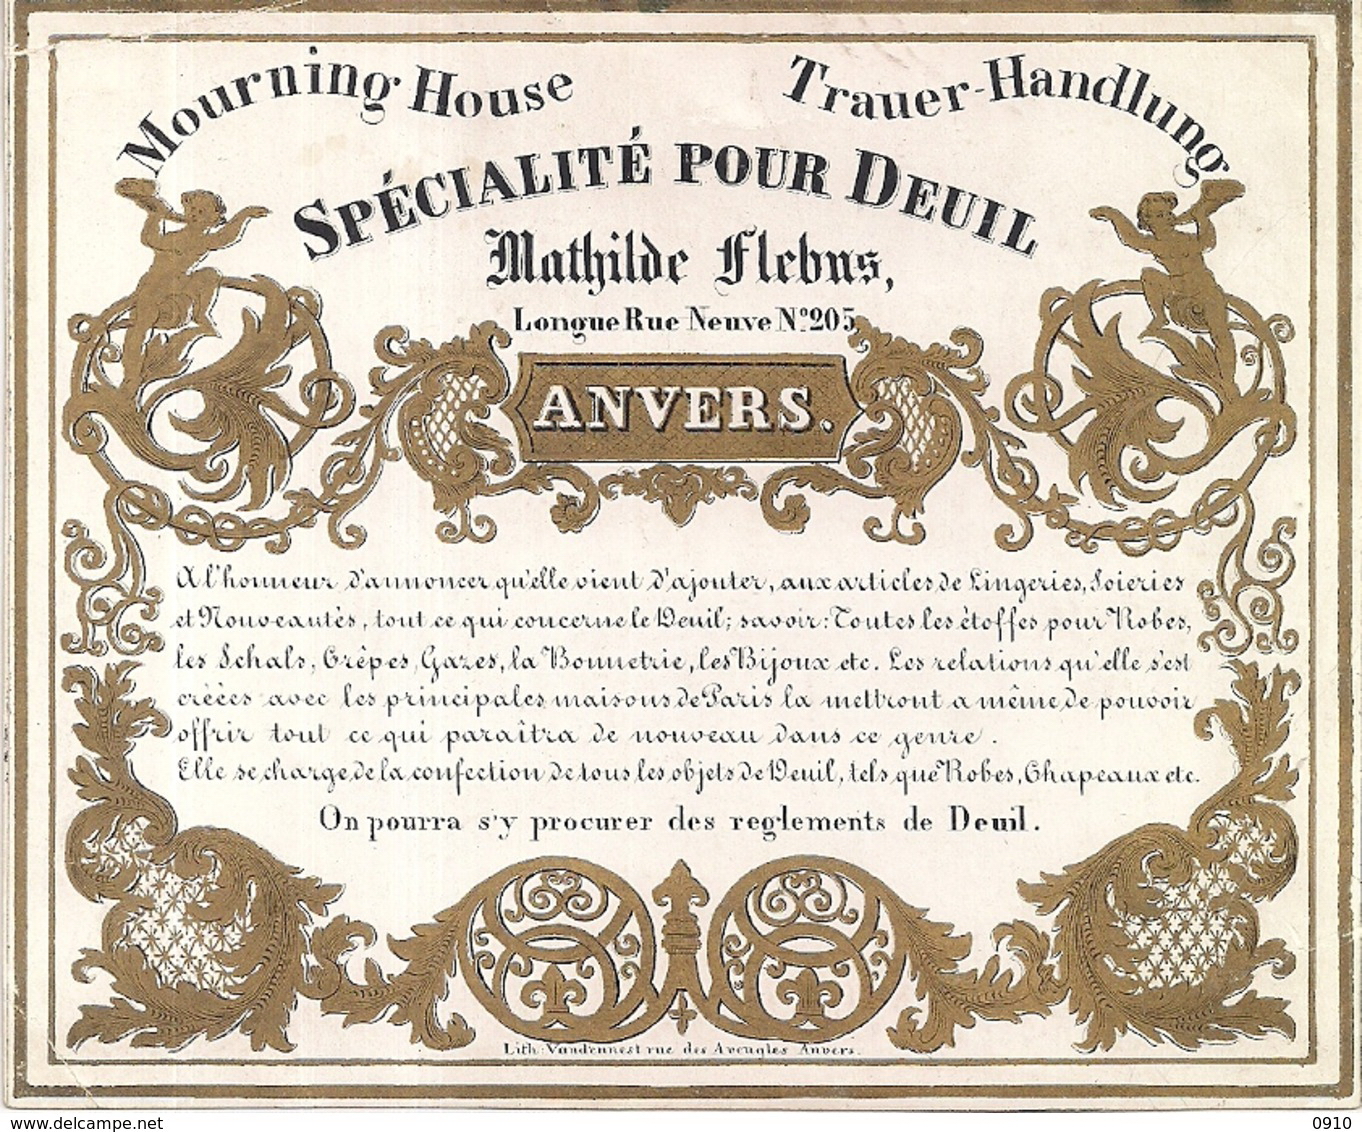 Mourning House
Trauer-Handlung
SPÉCIALITÉ POUR DEUIL
Mathilde Flebus,
Longue Rue Neuve Nº 205
ANVERS.
A l'honneur d'annoncer qu'elle vient d'ajouter, aux articles de Lingeries, Soieries
et Nouveautés, tout ce qui concerne le Deuil; savoir: Toutes les étoffes pour Robes,
les Schals, Crêpes, Gazes, la Bonnetrie, les Bijoux etc. Les relations qu'elle s'est
créées avec les principales maisons de Paris la mettront a même de pouvoir
offrir tout ce qui paraîtra de nouveau dans ce genre.
Elle se charge de la confection de tous les objets de Deuil, tels que Robes, Chapeaux etc.
On pourra s'y procurer des reglements de Deuil.
Lith: Vandennest rue des Aveugles Anvers.
delcampe.net
0910